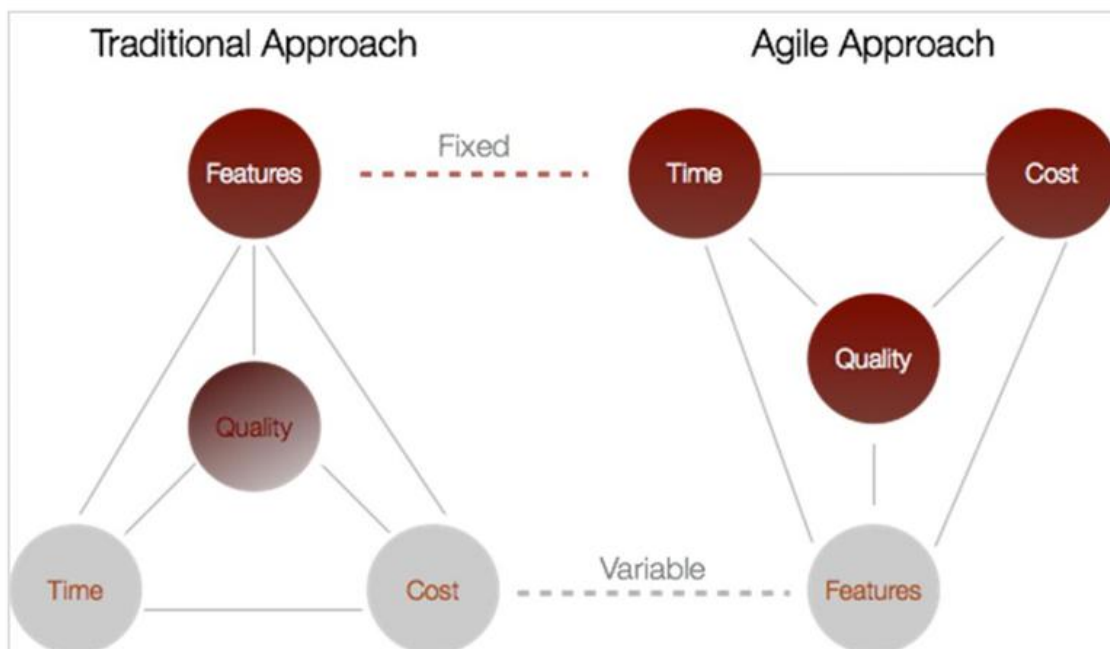 Traditional Approach
Agile Approach
Features
Fixed
Time
Cost
Quality
Quality
Time
Cost
Variable
Features